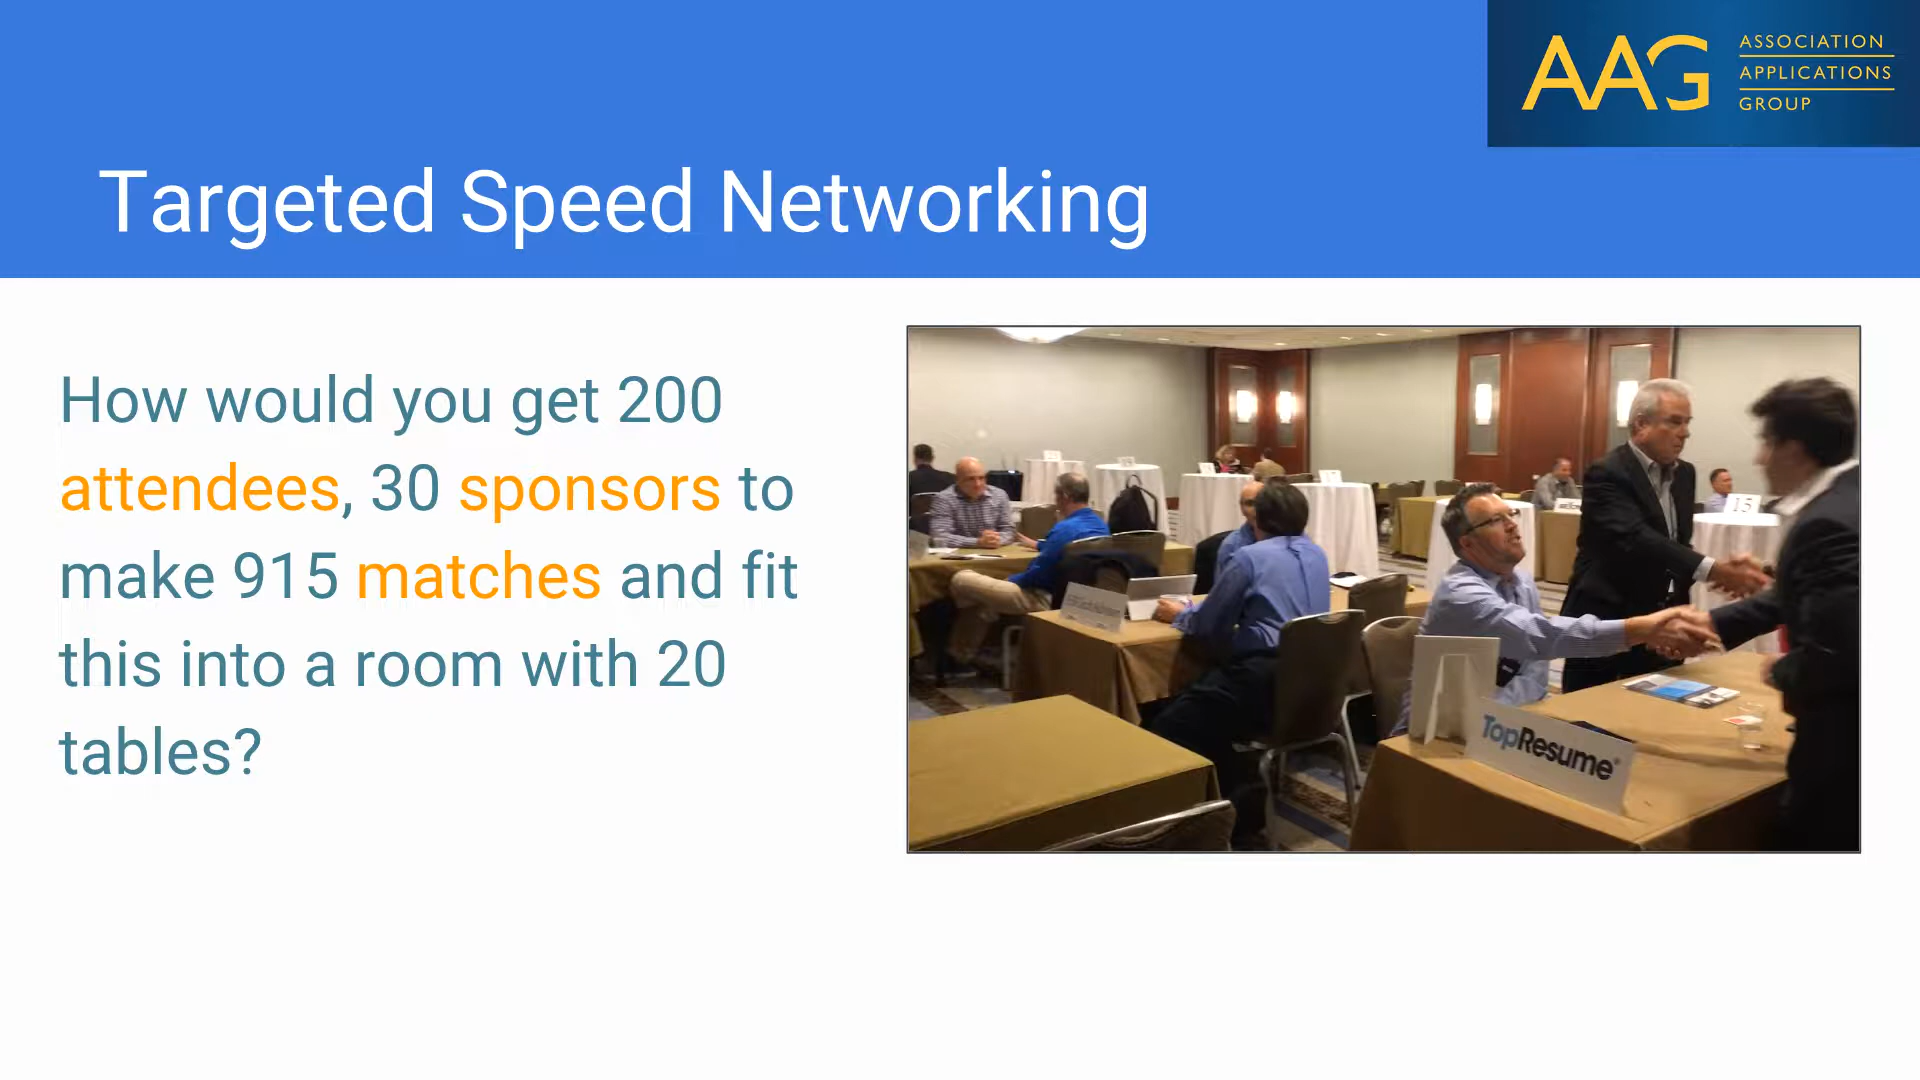 AAG
ASSOCIATION
APPLICATIONS
GROUP
Targeted Speed Networking
How would you get 200
attendees, 30 sponsors to
make 915 matches and fit
this into a room with 20
tables?
15
TopResume